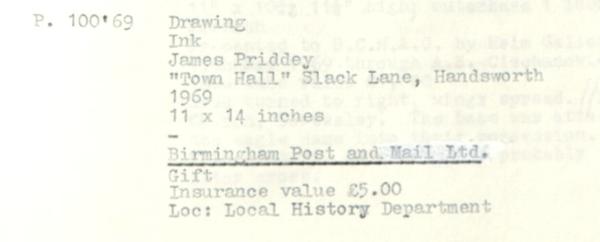 P. 100'69 Drawing
Ink
James Priddey
"Town Hall" Slack Lane, Handsworth
1969
11 x 14 inches
-
Birmingham Post and Mail Ltd.
Gift
Insurance value £5.00
Loc: Local History Department